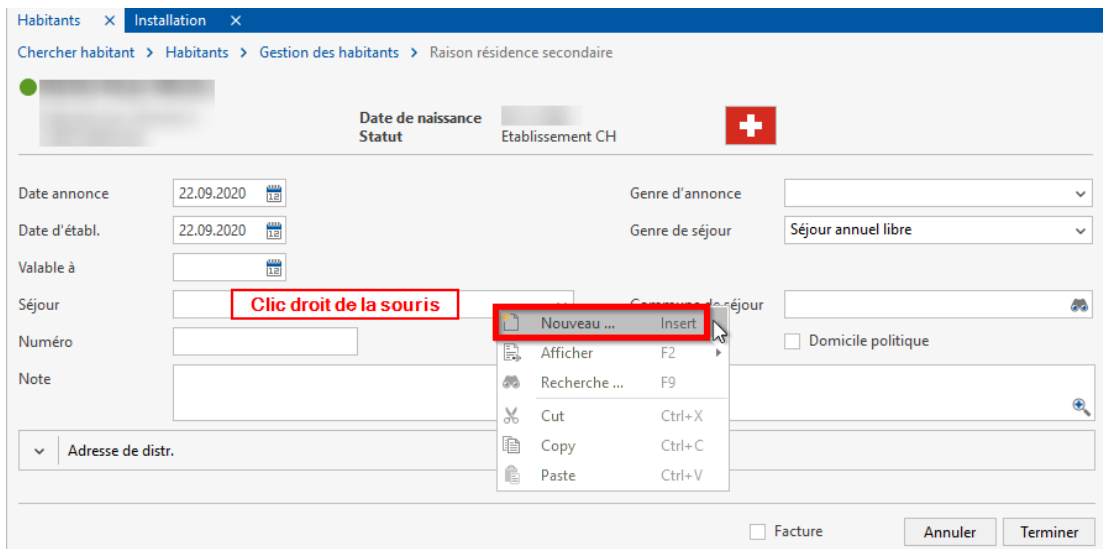 Habitants × Installation ×
Chercher habitant > Habitants > Gestion des habitants > Raison résidence secondaire
Date de naissance
Statut Etablissement CH
Date annonce 22.09.2020 Genre d'annonce
Date d'établ. 22.09.2020 Genre de séjour Séjour annuel libre
Valable à
Séjour Clic droit de la souris Commune de séjour
Nouveau ... Insert
Numéro Domicile politique
Afficher F2
Note Recherche ... F9
Cut Ctrl+X
Copy Ctrl+C
Adresse de distr.
Paste Ctrl+V
Facture Annuler Terminer